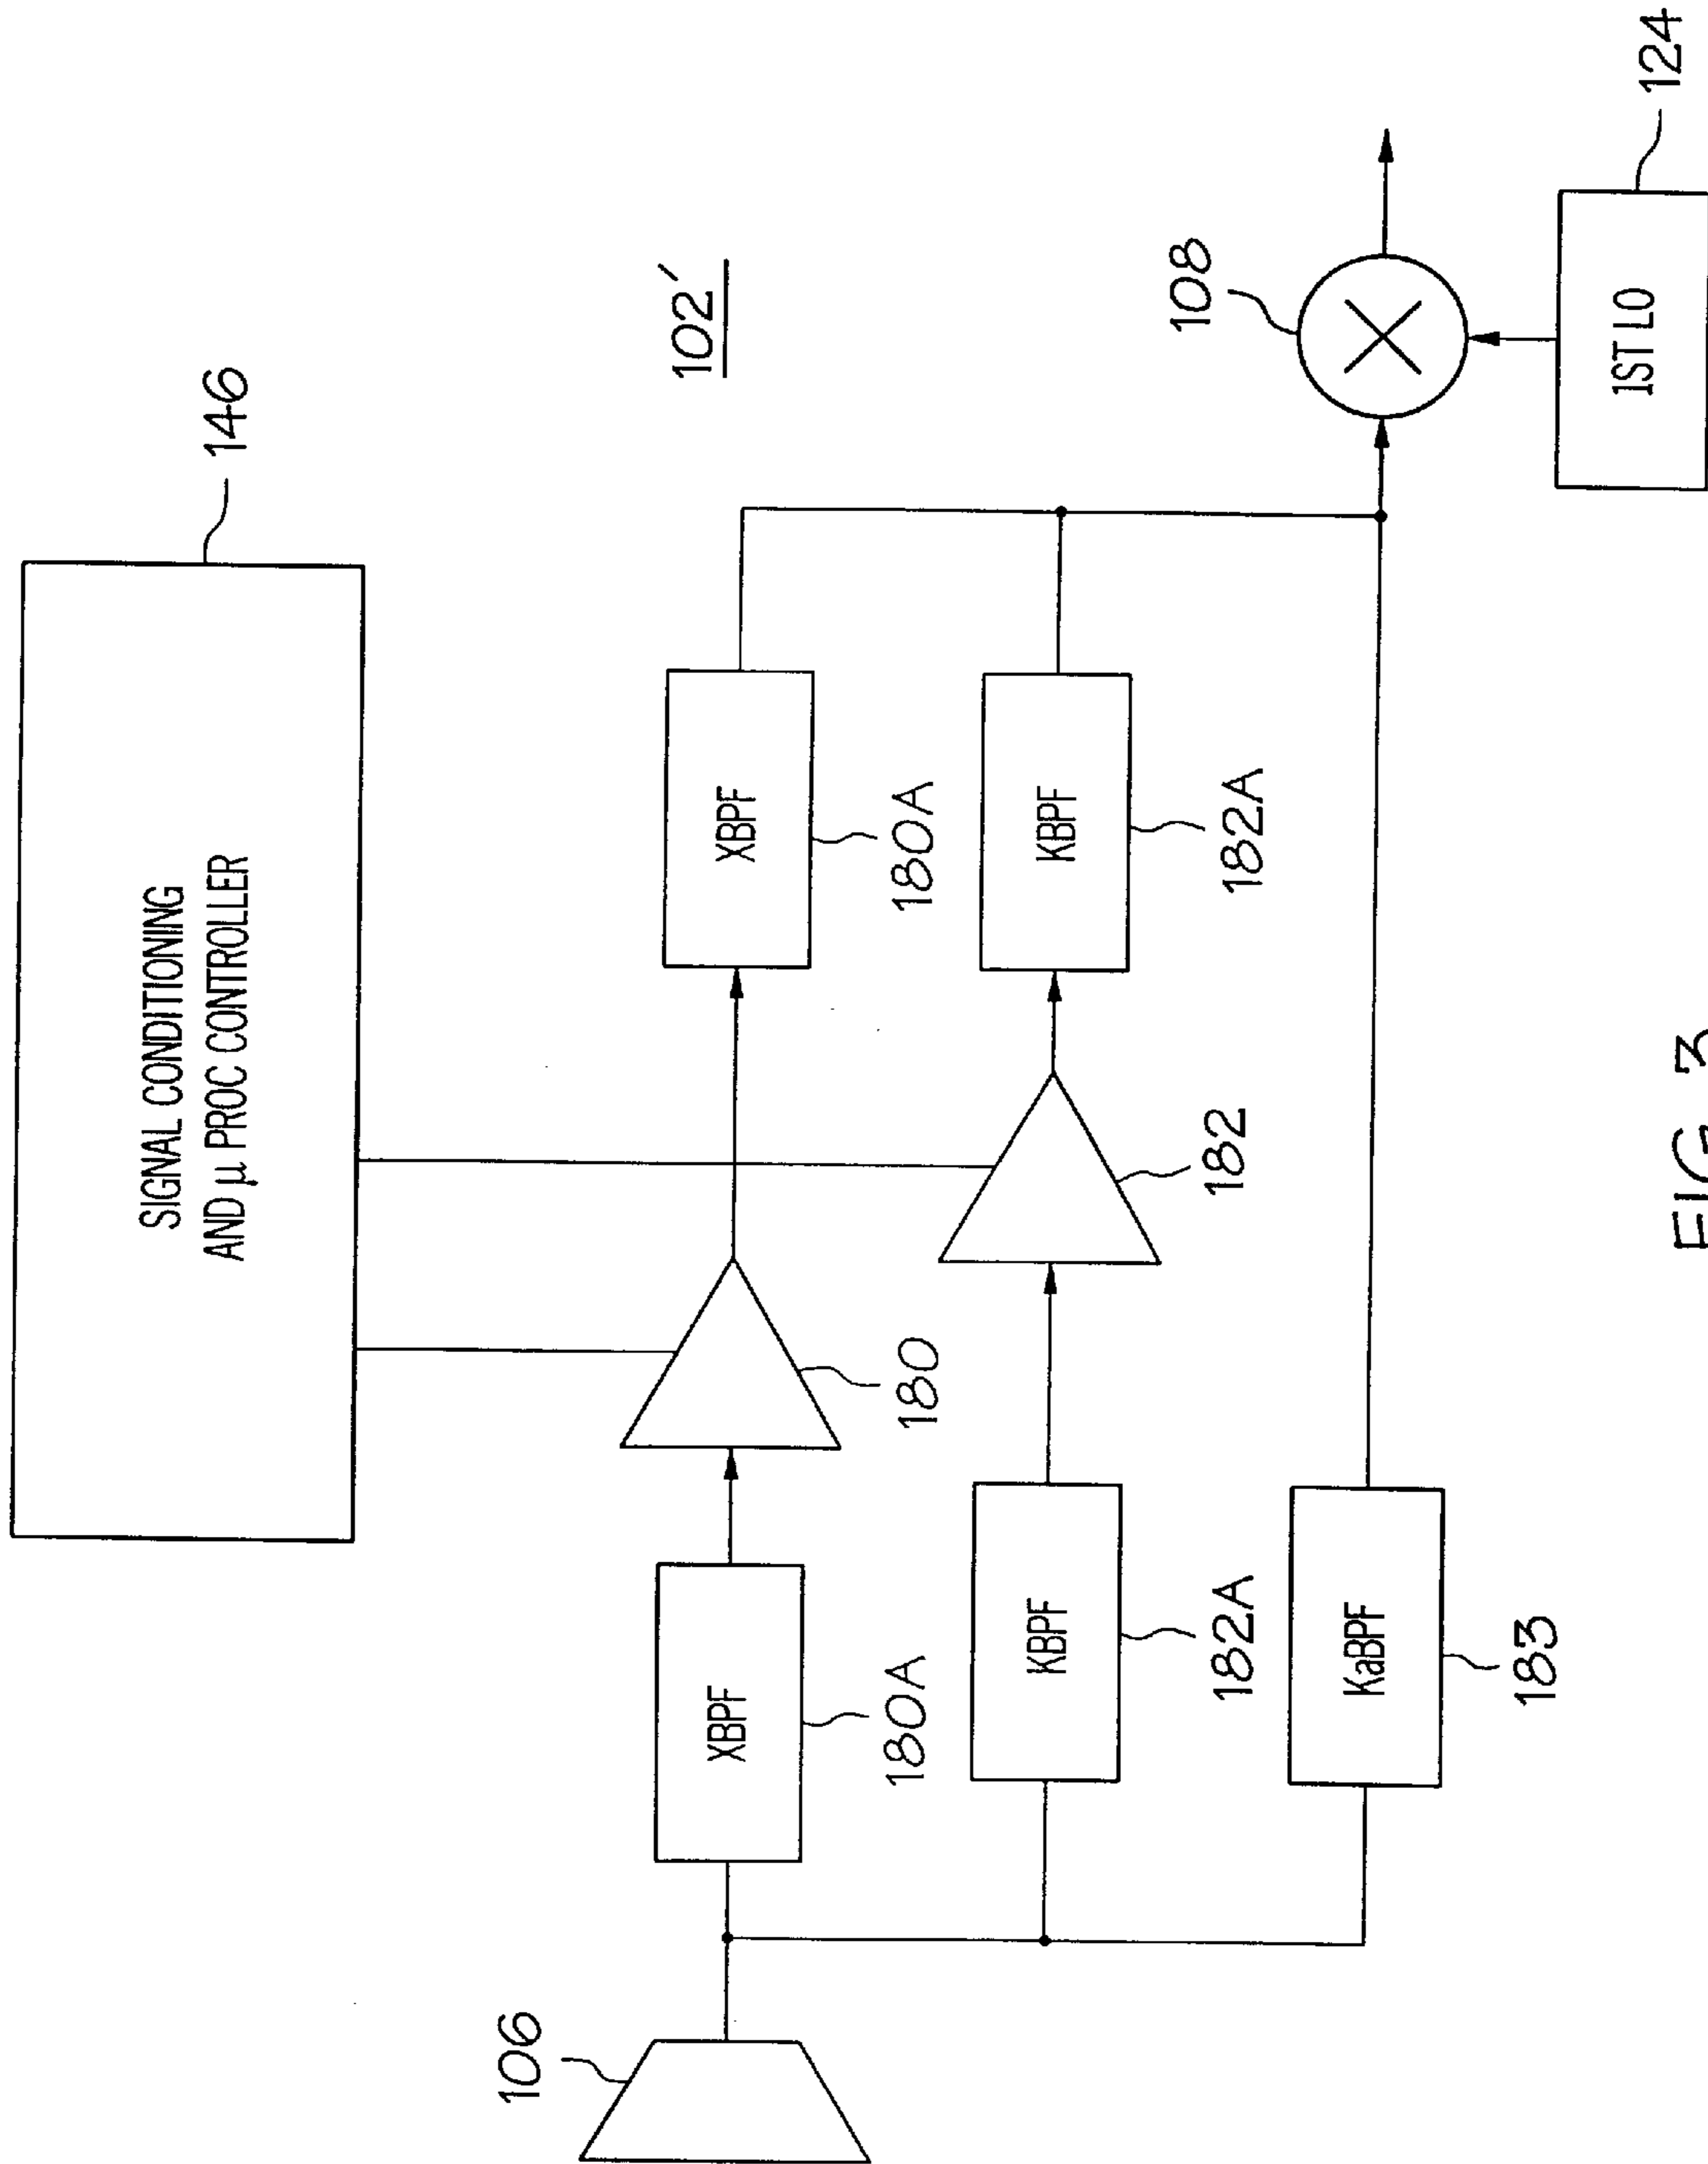 SIGNAL CONDITIONING
AND μ PROC CONTROLLER
146
102'
106
XBPF
180A
180
XBPF
180A
KBPF
182A
182
KBPF
182A
KaBPF
183
108
1ST LO
124
FIG. 3